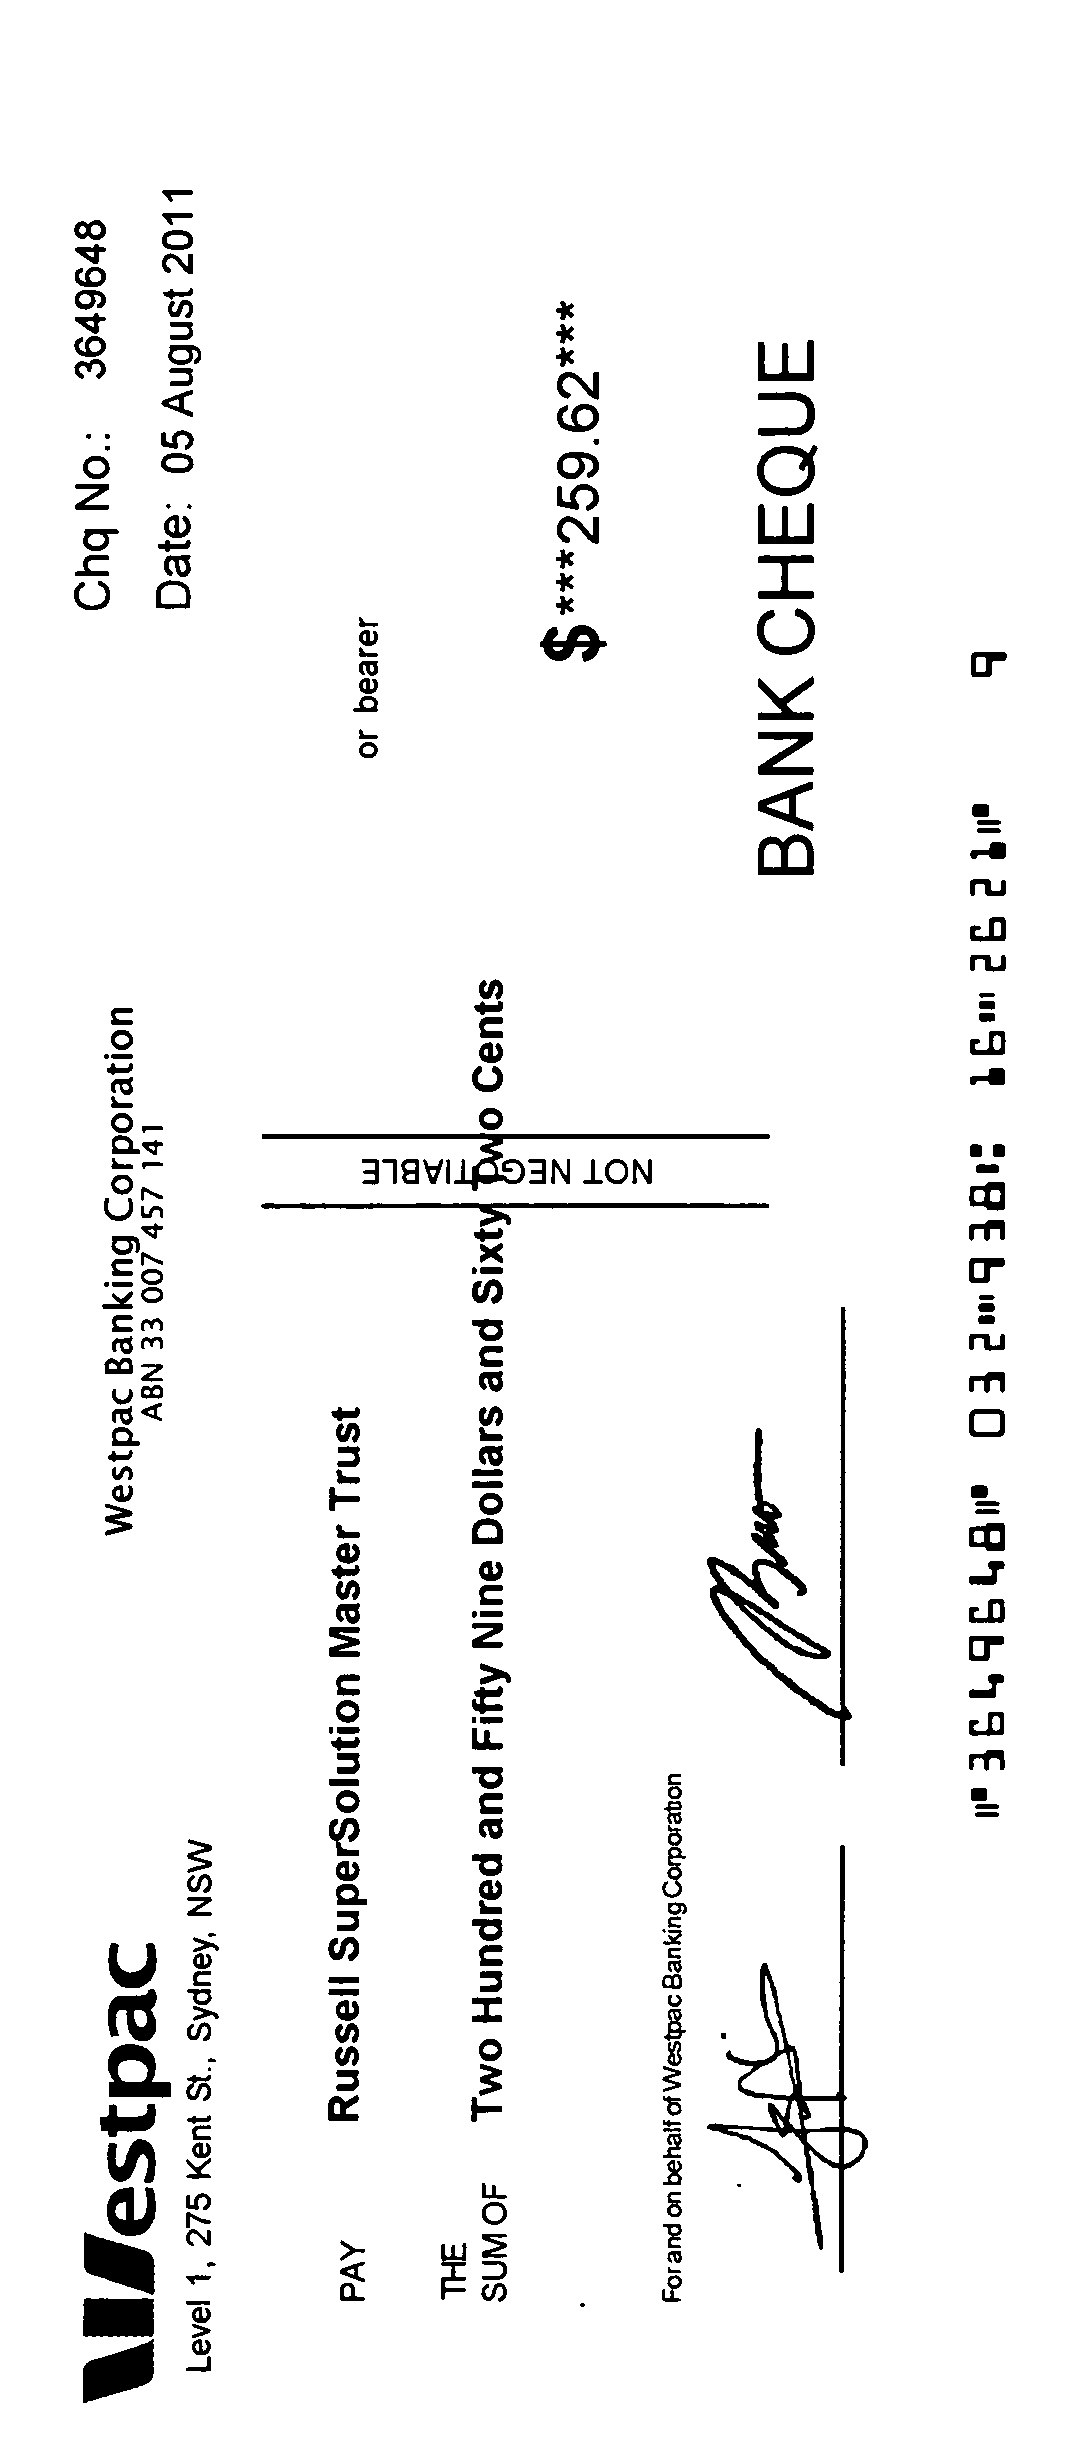 Westpac
Level 1, 275 Kent St., Sydney, NSW
Westpac Banking Corporation
ABN 33 007 457 141
Chq No.: 3649648
Date: 05 August 2011
PAY Russell SuperSolution Master Trust or bearer
THE
SUM OF Two Hundred and Fifty Nine Dollars and Sixty Two Cents
NOT NEGOTIABLE
$***259.62***
For and on behalf of Westpac Banking Corporation
BANK CHEQUE
⑈3649648⑈ 032⑉938⑆ 16⑉2621⑈ 9